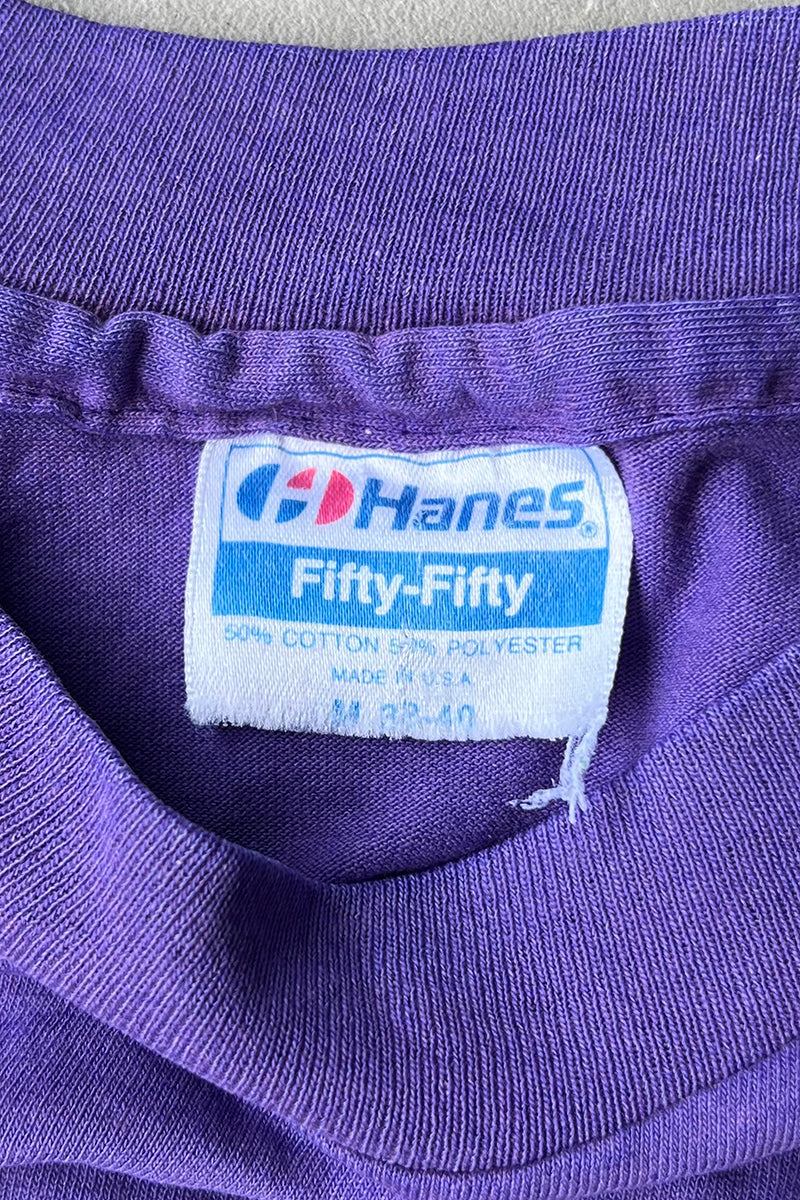 Hanes®
Fifty-Fifty
50% COTTON 50% POLYESTER
MADE IN U.S.A
M 38-40